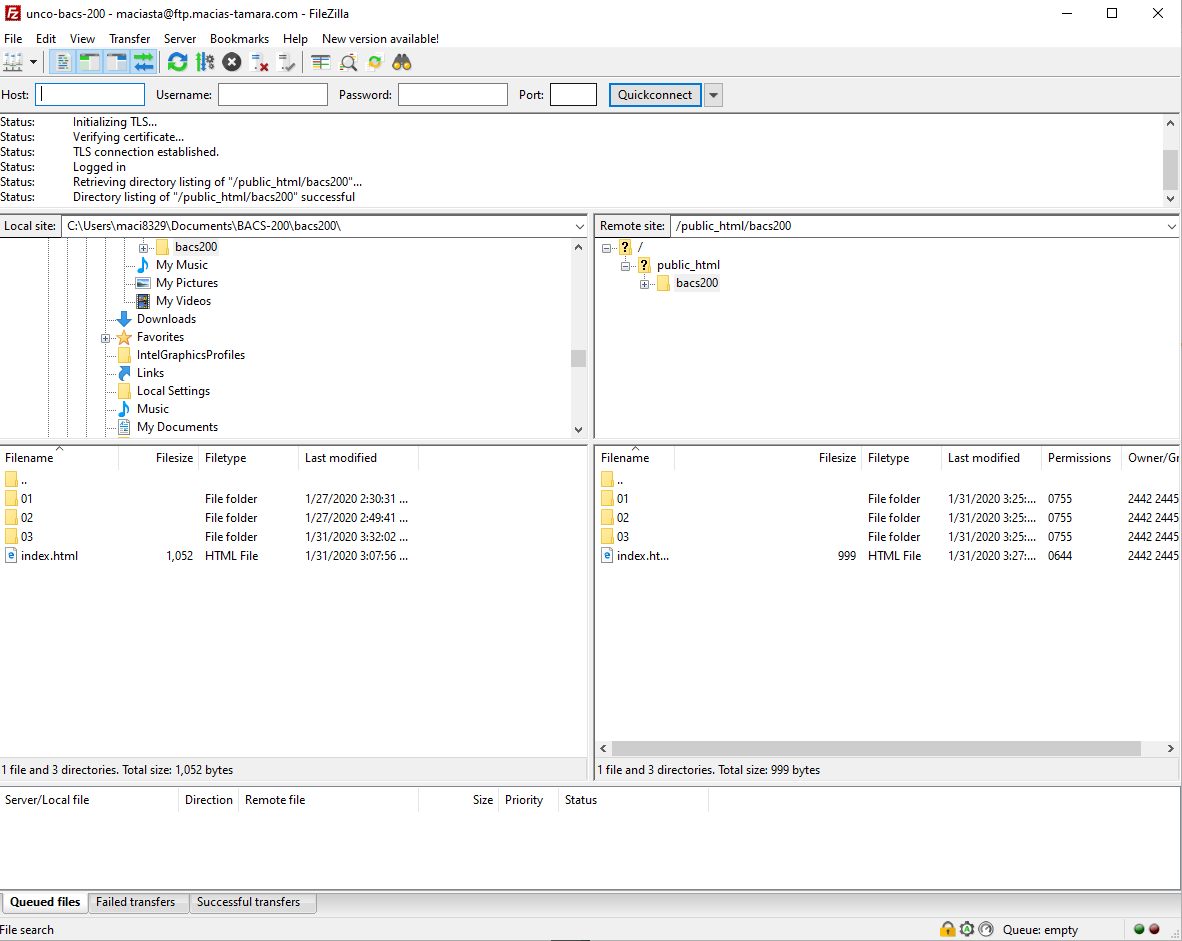 unco-bacs-200 - maciasta@ftp.macias-tamara.com - FileZilla
File Edit View Transfer Server Bookmarks Help New version available!
Host: Username: Password: Port: Quickconnect
Status: Initializing TLS...
Status: Verifying certificate...
Status: TLS connection established.
Status: Logged in
Status: Retrieving directory listing of "/public_html/bacs200"...
Status: Directory listing of "/public_html/bacs200" successful
Local site: C:\Users\maci8329\Documents\BACS-200\bacs200\
bacs200
My Music
My Pictures
My Videos
Downloads
Favorites
IntelGraphicsProfiles
Links
Local Settings
Music
My Documents
Remote site: /public_html/bacs200
/
public_html
bacs200
Filename Filesize Filetype Last modified
..
01 File folder 1/27/2020 2:30:31 ...
02 File folder 1/27/2020 2:49:41 ...
03 File folder 1/31/2020 3:32:02 ...
index.html 1,052 HTML File 1/31/2020 3:07:56 ...
1 file and 3 directories. Total size: 1,052 bytes
Filename Filesize Filetype Last modified Permissions Owner/Gr
..
01 File folder 1/31/2020 3:25:... 0755 2442 2445
02 File folder 1/31/2020 3:25:... 0755 2442 2445
03 File folder 1/31/2020 3:25:... 0755 2442 2445
index.ht... 999 HTML File 1/31/2020 3:27:... 0644 2442 2445
1 file and 3 directories. Total size: 999 bytes
Server/Local file Direction Remote file Size Priority Status
Queued files Failed transfers Successful transfers
File search Queue: empty